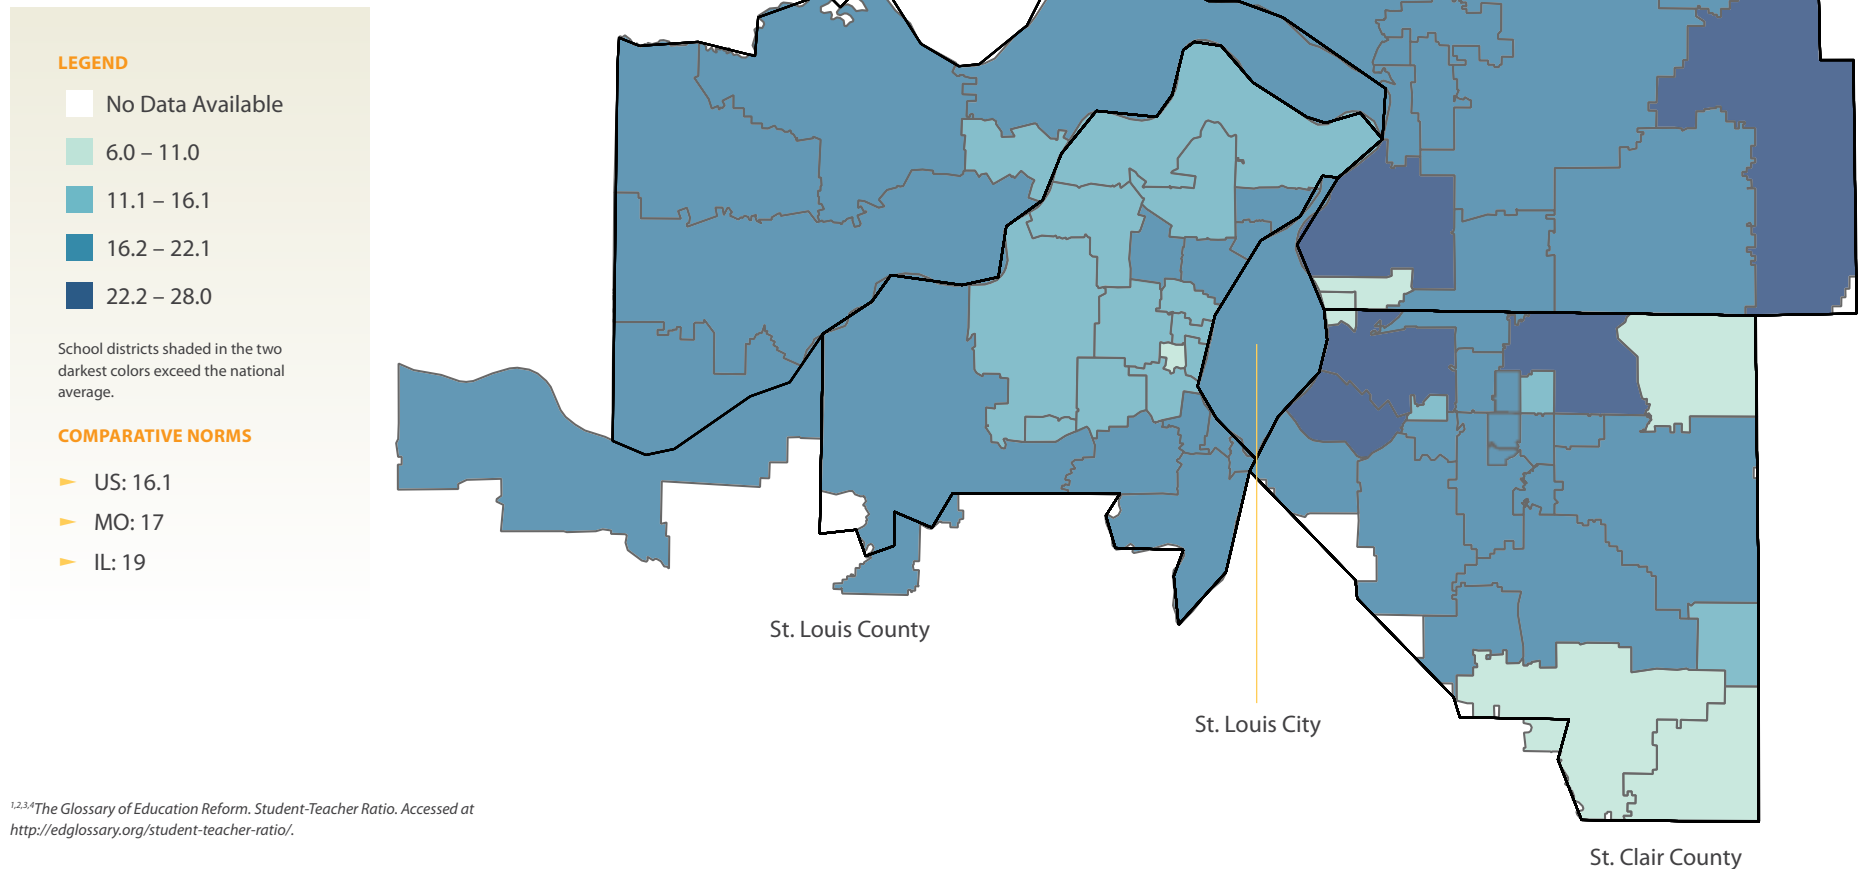 LEGEND
No Data Available
6.0 – 11.0
11.1 – 16.1
16.2 – 22.1
22.2 – 28.0
School districts shaded in the two
darkest colors exceed the national
average.
COMPARATIVE NORMS
US: 16.1
MO: 17
IL: 19
St. Louis County
St. Louis City
St. Clair County
1,2,3,4The Glossary of Education Reform. Student-Teacher Ratio. Accessed at
http://edglossary.org/student-teacher-ratio/.